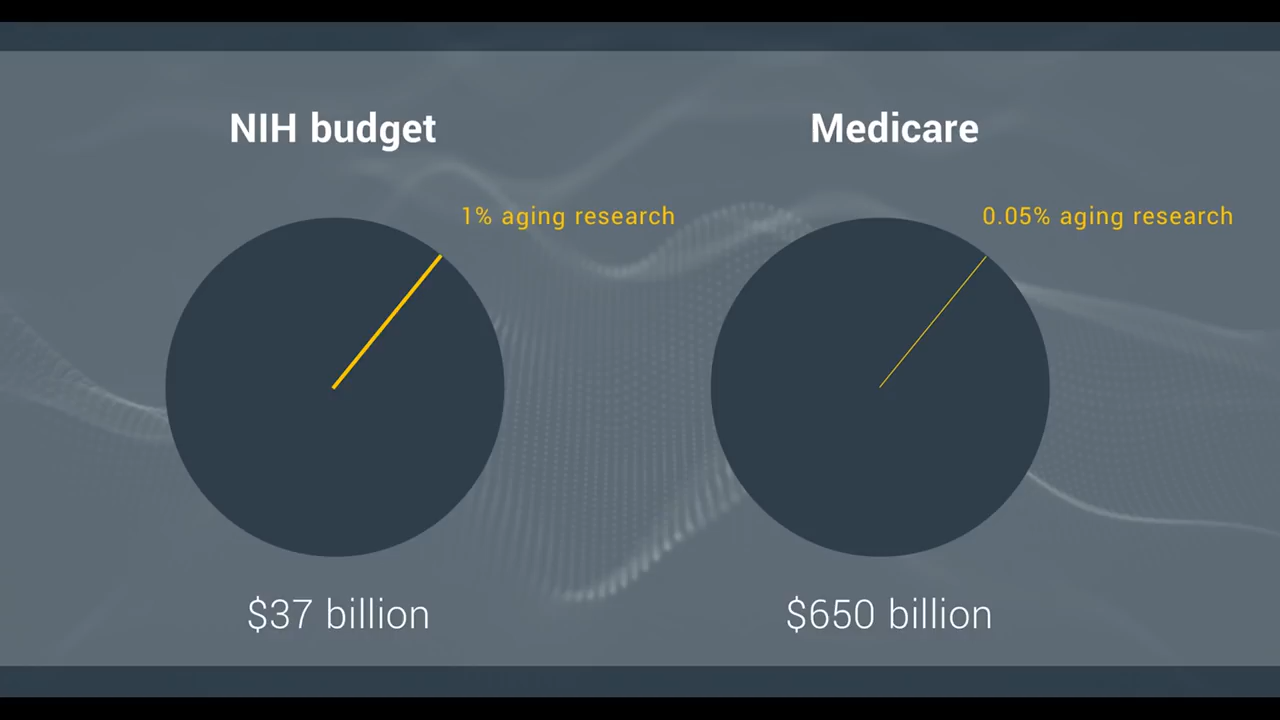 NIH budget
1% aging research
$37 billion
Medicare
0.05% aging research
$650 billion